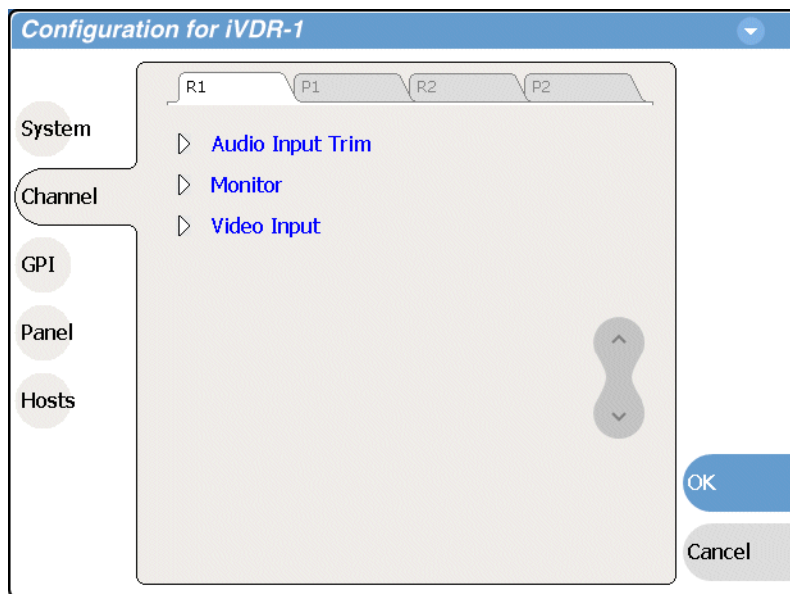 Configuration for iVDR-1
R1 P1 R2 P2
System
Audio Input Trim
Channel
Monitor
Video Input
GPI
Panel
Hosts
OK
Cancel